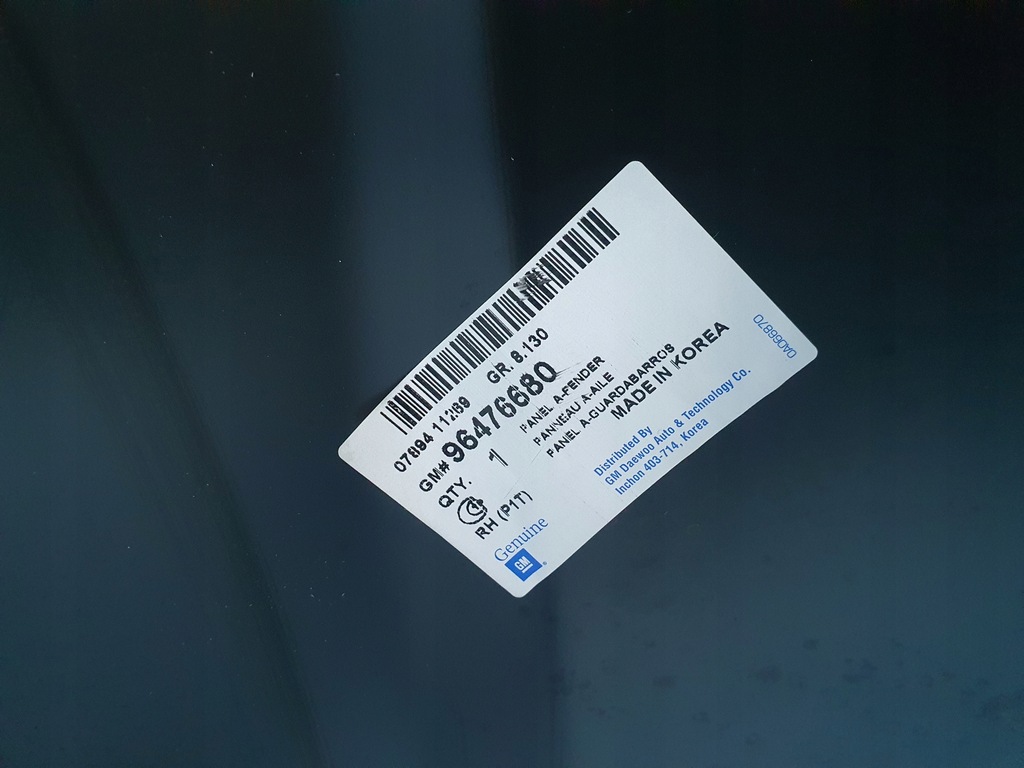 07894 11289 GR. 8.130
GM# 96476680
QTY. 1
PANEL A-FENDER
PANNEAU A-AILE
PANEL A-GUARDABARROS
MADE IN KOREA
RH (P1T)
Distributed By
GM Daewoo Auto & Technology Co.
Inchon 403-714, Korea
Genuine
GM
0AD66870